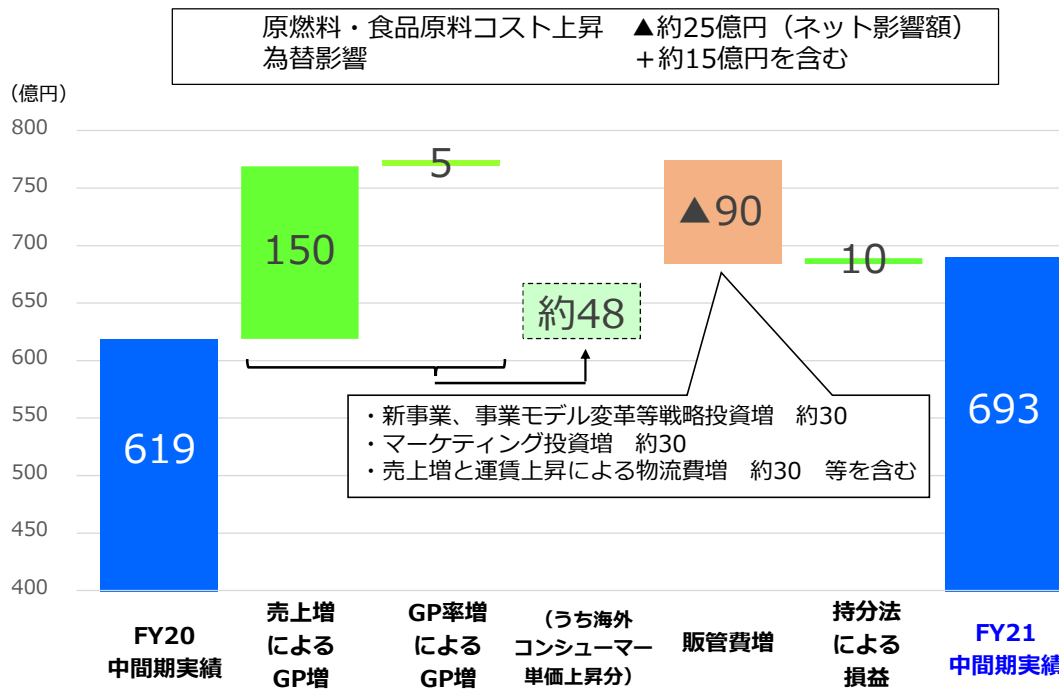 原燃料・食品原料コスト上昇 ▲約25億円（ネット影響額）
為替影響 ＋約15億円を含む
（億円）
800
750
700
650
600
550
500
450
400
619
150
5
約48
▲90
10
693
・新事業、事業モデル変革等戦略投資増 約30
・マーケティング投資増 約30
・売上増と運賃上昇による物流費増 約30 等を含む
FY20
中間期実績
売上増
による
GP増
GP率増
による
GP増
（うち海外
コンシューマー
単価上昇分）
販管費増
持分法
による
損益
FY21
中間期実績